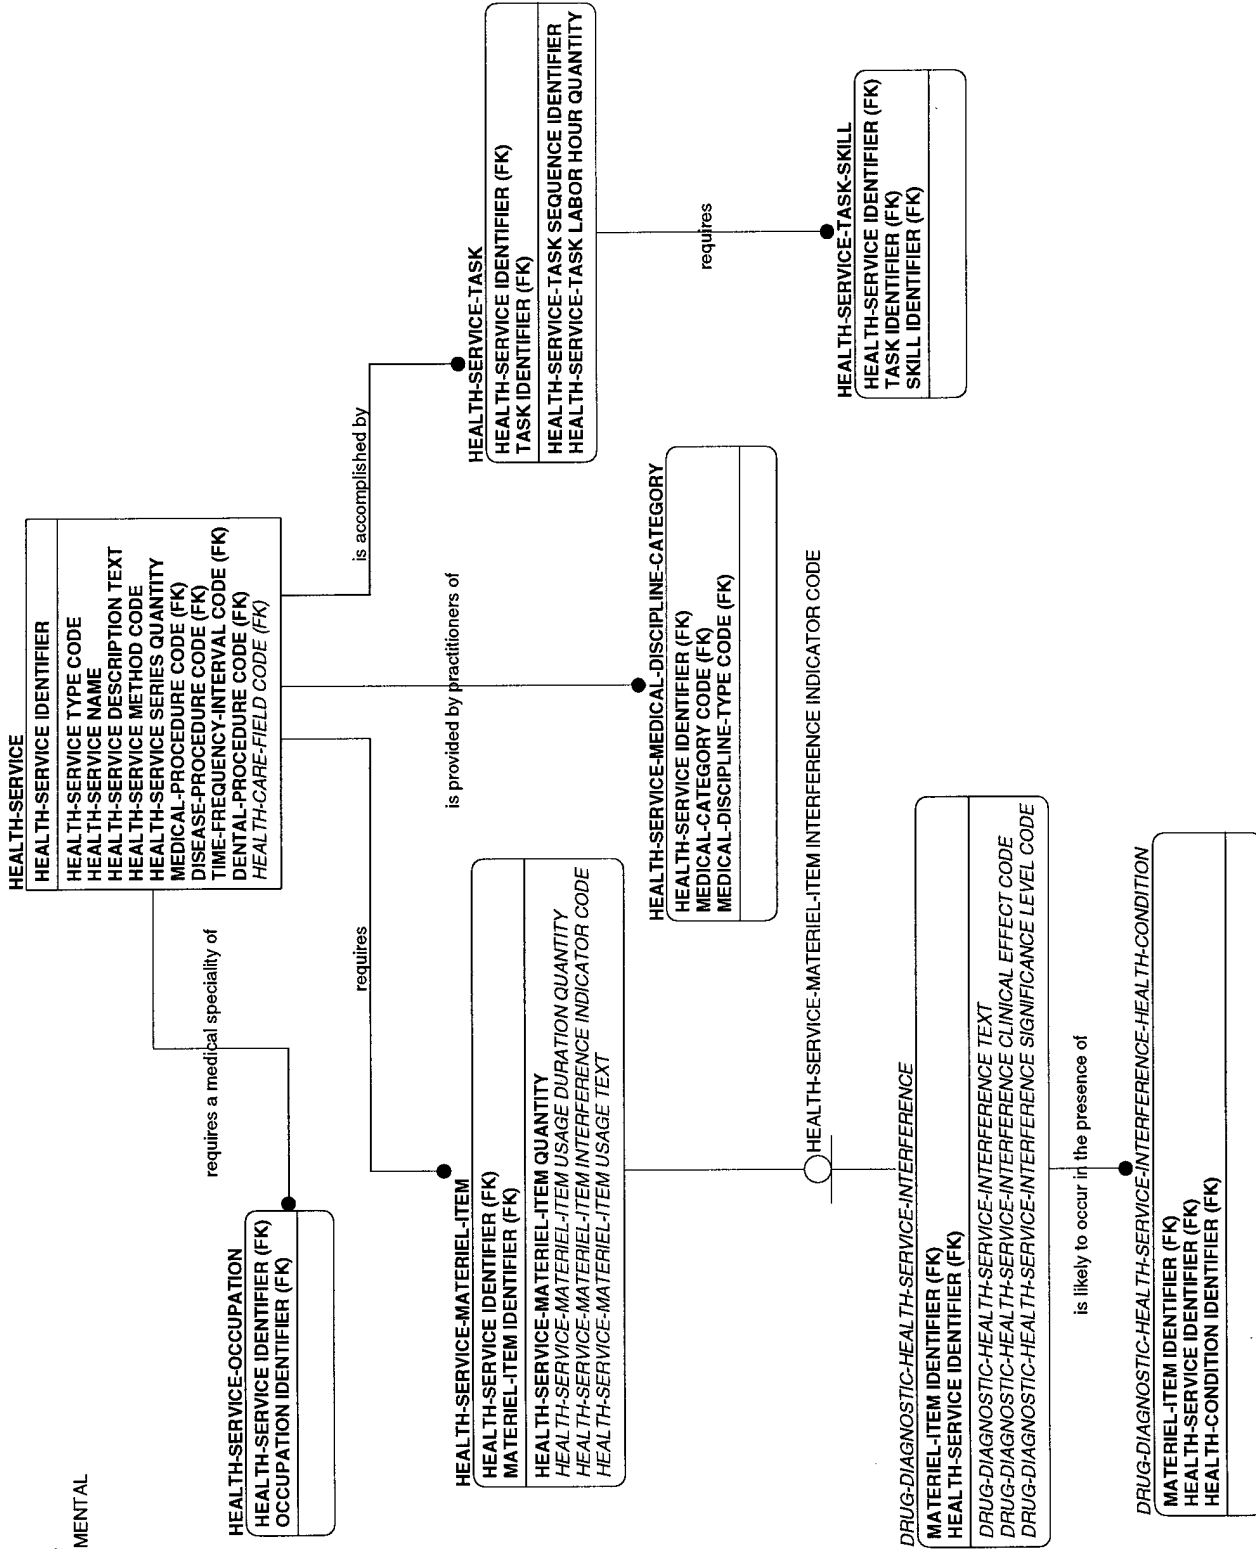 MENTAL
HEALTH-SERVICE
HEALTH-SERVICE IDENTIFIER
HEALTH-SERVICE TYPE CODE
HEALTH-SERVICE NAME
HEALTH-SERVICE DESCRIPTION TEXT
HEALTH-SERVICE METHOD CODE
HEALTH-SERVICE SERIES QUANTITY
MEDICAL-PROCEDURE CODE (FK)
DISEASE-PROCEDURE CODE (FK)
TIME-FREQUENCY-INTERVAL CODE (FK)
DENTAL-PROCEDURE CODE (FK)
HEALTH-CARE-FIELD CODE (FK)
requires a medical speciality of
requires
is provided by practitioners of
is accomplished by
HEALTH-SERVICE-OCCUPATION
HEALTH-SERVICE IDENTIFIER (FK)
OCCUPATION IDENTIFIER (FK)
HEALTH-SERVICE-MATERIEL-ITEM
HEALTH-SERVICE IDENTIFIER (FK)
MATERIEL-ITEM IDENTIFIER (FK)
HEALTH-SERVICE-MATERIEL-ITEM QUANTITY
HEALTH-SERVICE-MATERIEL-ITEM USAGE DURATION QUANTITY
HEALTH-SERVICE-MATERIEL-ITEM INTERFERENCE INDICATOR CODE
HEALTH-SERVICE-MATERIEL-ITEM USAGE TEXT
HEALTH-SERVICE-MEDICAL-DISCIPLINE-CATEGORY
HEALTH-SERVICE IDENTIFIER (FK)
MEDICAL-CATEGORY CODE (FK)
MEDICAL-DISCIPLINE-TYPE CODE (FK)
HEALTH-SERVICE-TASK
HEALTH-SERVICE IDENTIFIER (FK)
TASK IDENTIFIER (FK)
HEALTH-SERVICE-TASK SEQUENCE IDENTIFIER
HEALTH-SERVICE-TASK LABOR HOUR QUANTITY
requires
HEALTH-SERVICE-TASK-SKILL
HEALTH-SERVICE IDENTIFIER (FK)
TASK IDENTIFIER (FK)
SKILL IDENTIFIER (FK)
HEALTH-SERVICE-MATERIEL-ITEM INTERFERENCE INDICATOR CODE
DRUG-DIAGNOSTIC-HEALTH-SERVICE-INTERFERENCE
MATERIEL-ITEM IDENTIFIER (FK)
HEALTH-SERVICE IDENTIFIER (FK)
DRUG-DIAGNOSTIC-HEALTH-SERVICE-INTERFERENCE TEXT
DRUG-DIAGNOSTIC-HEALTH-SERVICE-INTERFERENCE CLINICAL EFFECT CODE
DRUG-DIAGNOSTIC-HEALTH-SERVICE-INTERFERENCE SIGNIFICANCE LEVEL CODE
is likely to occur in the presence of
DRUG-DIAGNOSTIC-HEALTH-SERVICE-INTERFERENCE-HEALTH-CONDITION
MATERIEL-ITEM IDENTIFIER (FK)
HEALTH-SERVICE IDENTIFIER (FK)
HEALTH-CONDITION IDENTIFIER (FK)